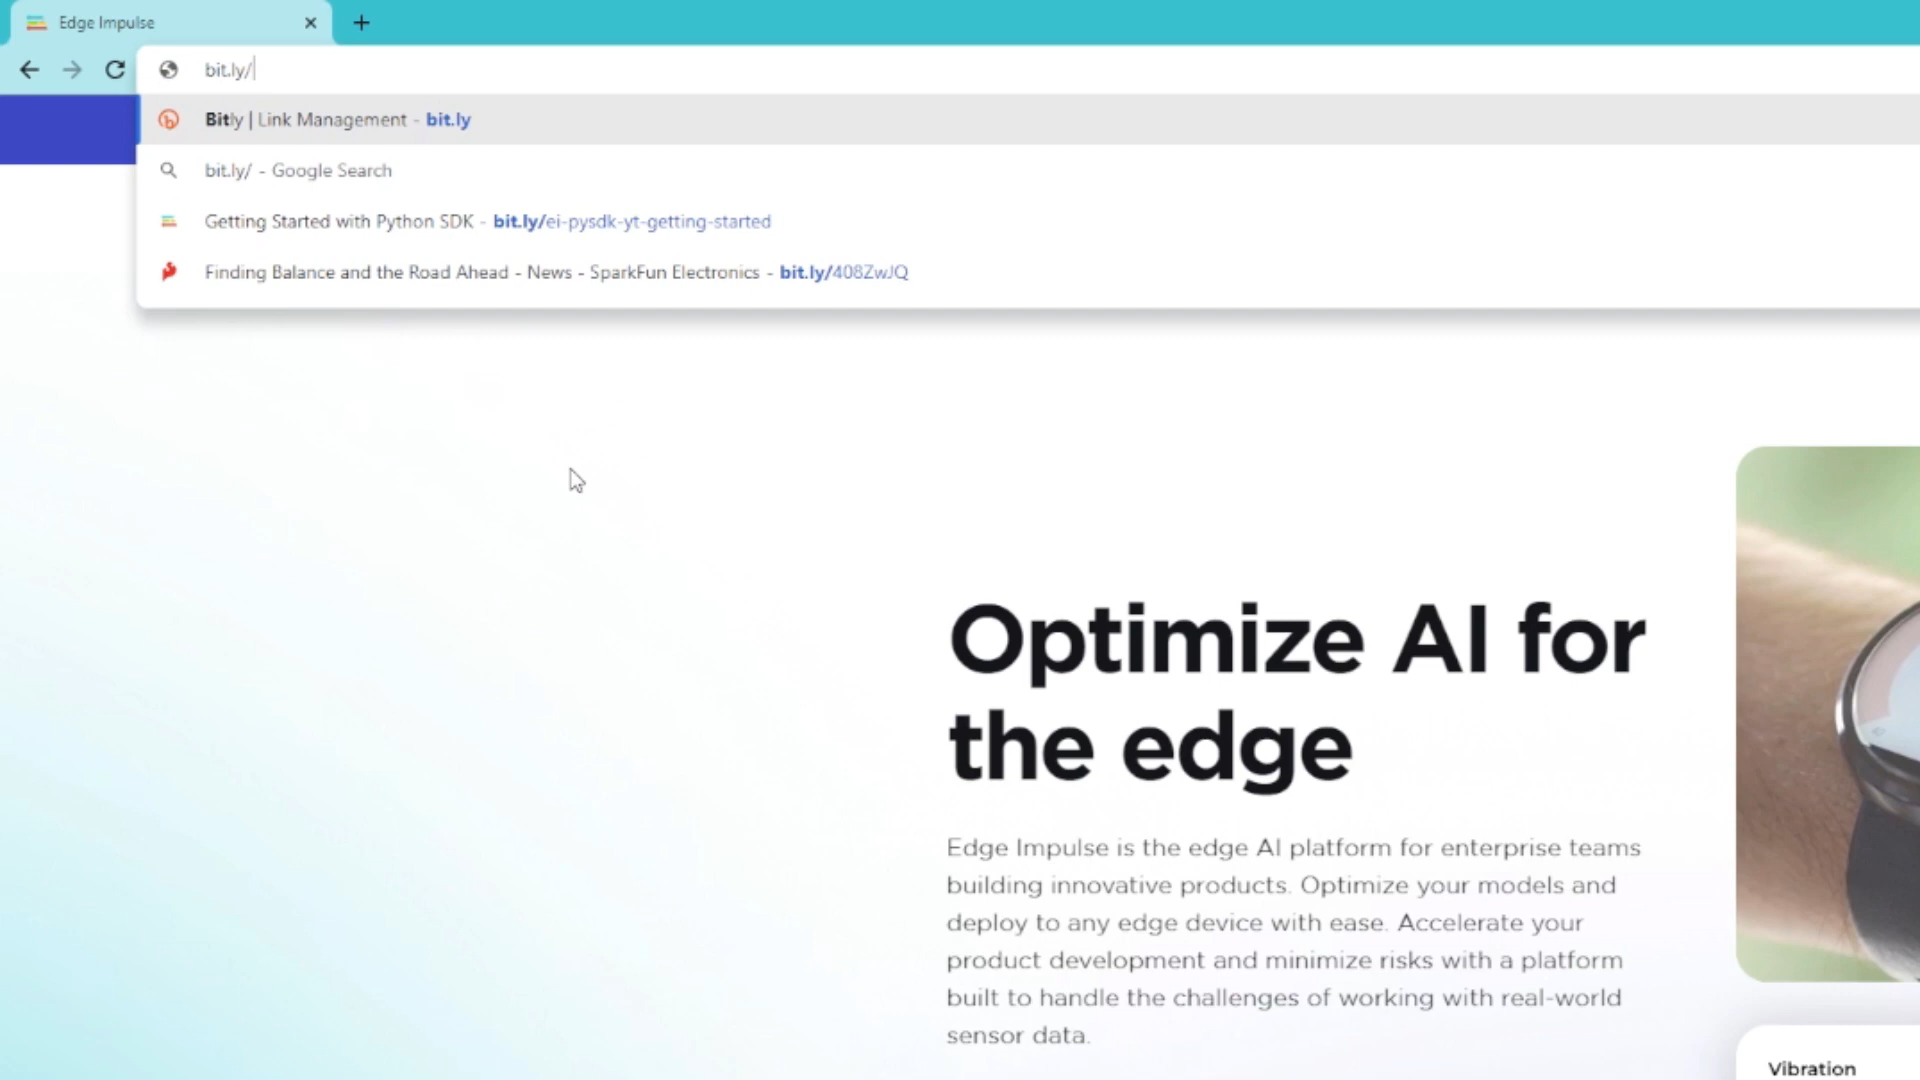 Edge Impulse
bit.ly/
Bitly | Link Management - bit.ly
bit.ly/ - Google Search
Getting Started with Python SDK - bit.ly/ei-pysdk-yt-getting-started
Finding Balance and the Road Ahead - News - SparkFun Electronics - bit.ly/408ZwJQ
Optimize AI for
the edge
Edge Impulse is the edge AI platform for enterprise teams
building innovative products. Optimize your models and
deploy to any edge device with ease. Accelerate your
product development and minimize risks with a platform
built to handle the challenges of working with real-world
sensor data.
Vibration